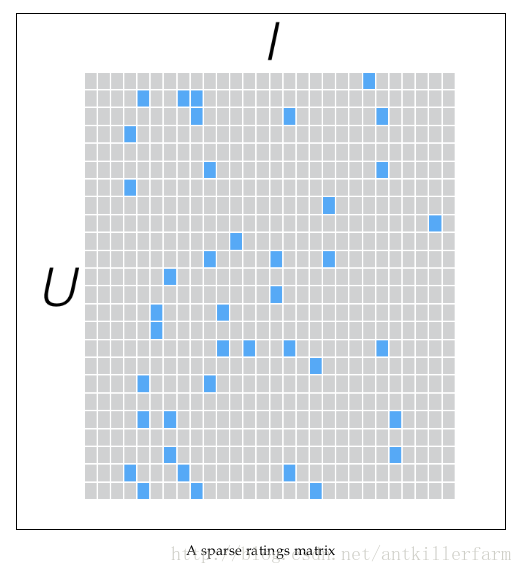 I
U
A sparse ratings matrix
http://blog.csdn.net/antkillerfarm